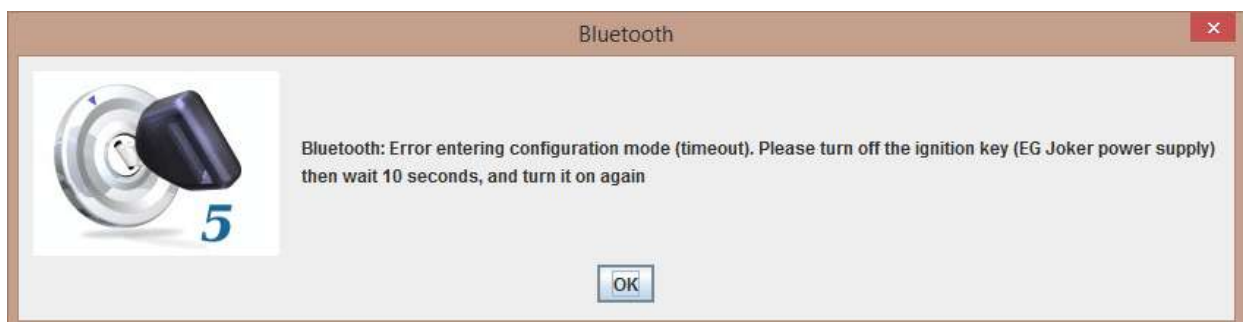 Bluetooth
Bluetooth: Error entering configuration mode (timeout). Please turn off the ignition key (EG Joker power supply)
then wait 10 seconds, and turn it on again
5
OK